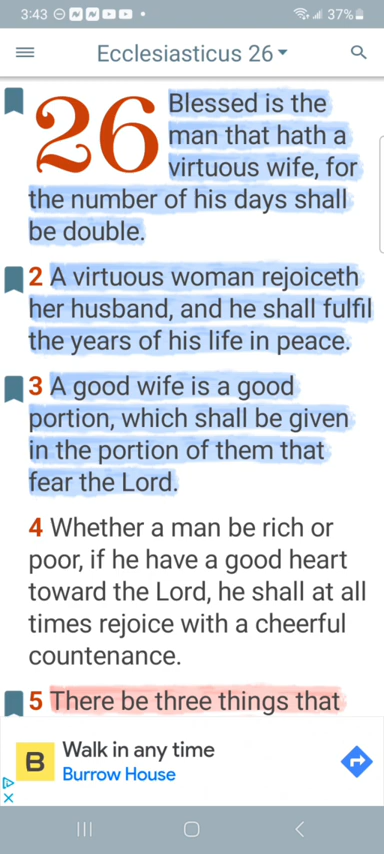 3:43
37%
Ecclesiasticus 26
26 Blessed is the
man that hath a
virtuous wife, for
the number of his days shall
be double.
2 A virtuous woman rejoiceth
her husband, and he shall fulfil
the years of his life in peace.
3 A good wife is a good
portion, which shall be given
in the portion of them that
fear the Lord.
4 Whether a man be rich or
poor, if he have a good heart
toward the Lord, he shall at all
times rejoice with a cheerful
countenance.
5 There be three things that
B
Walk in any time
Burrow House